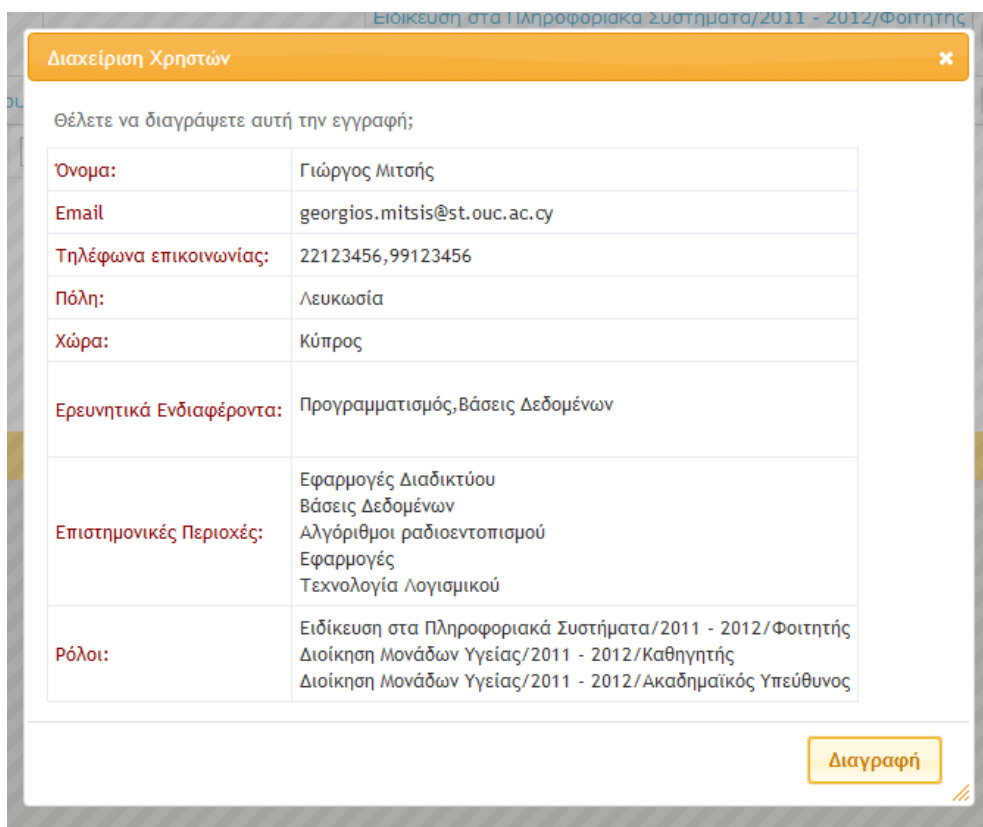 Ειδίκευση στα Πληροφοριακά Συστήματα/2011 - 2012/Φοιτητής
Διαχείριση Χρηστών
Θέλετε να διαγράψετε αυτή την εγγραφή;
Όνομα: Γιώργος Μιτσής
Email georgios.mitsis@st.ouc.ac.cy
Τηλέφωνα επικοινωνίας: 22123456,99123456
Πόλη: Λευκωσία
Χώρα: Κύπρος
Ερευνητικά Ενδιαφέροντα: Προγραμματισμός,Βάσεις Δεδομένων
Επιστημονικές Περιοχές:
Εφαρμογές Διαδικτύου
Βάσεις Δεδομένων
Αλγόριθμοι ραδιοεντοπισμού
Εφαρμογές
Τεχνολογία Λογισμικού
Ρόλοι:
Ειδίκευση στα Πληροφοριακά Συστήματα/2011 - 2012/Φοιτητής
Διοίκηση Μονάδων Υγείας/2011 - 2012/Καθηγητής
Διοίκηση Μονάδων Υγείας/2011 - 2012/Ακαδημαϊκός Υπεύθυνος
Διαγραφή